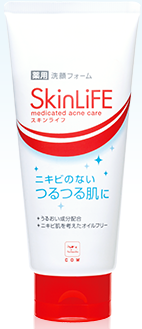 薬用 洗顔フォーム
SkinLiFE
medicated acne care
スキンライフ
ニキビのない
つるつる肌に
うるおい成分配合
ニキビ肌を考えたオイルフリー
COW